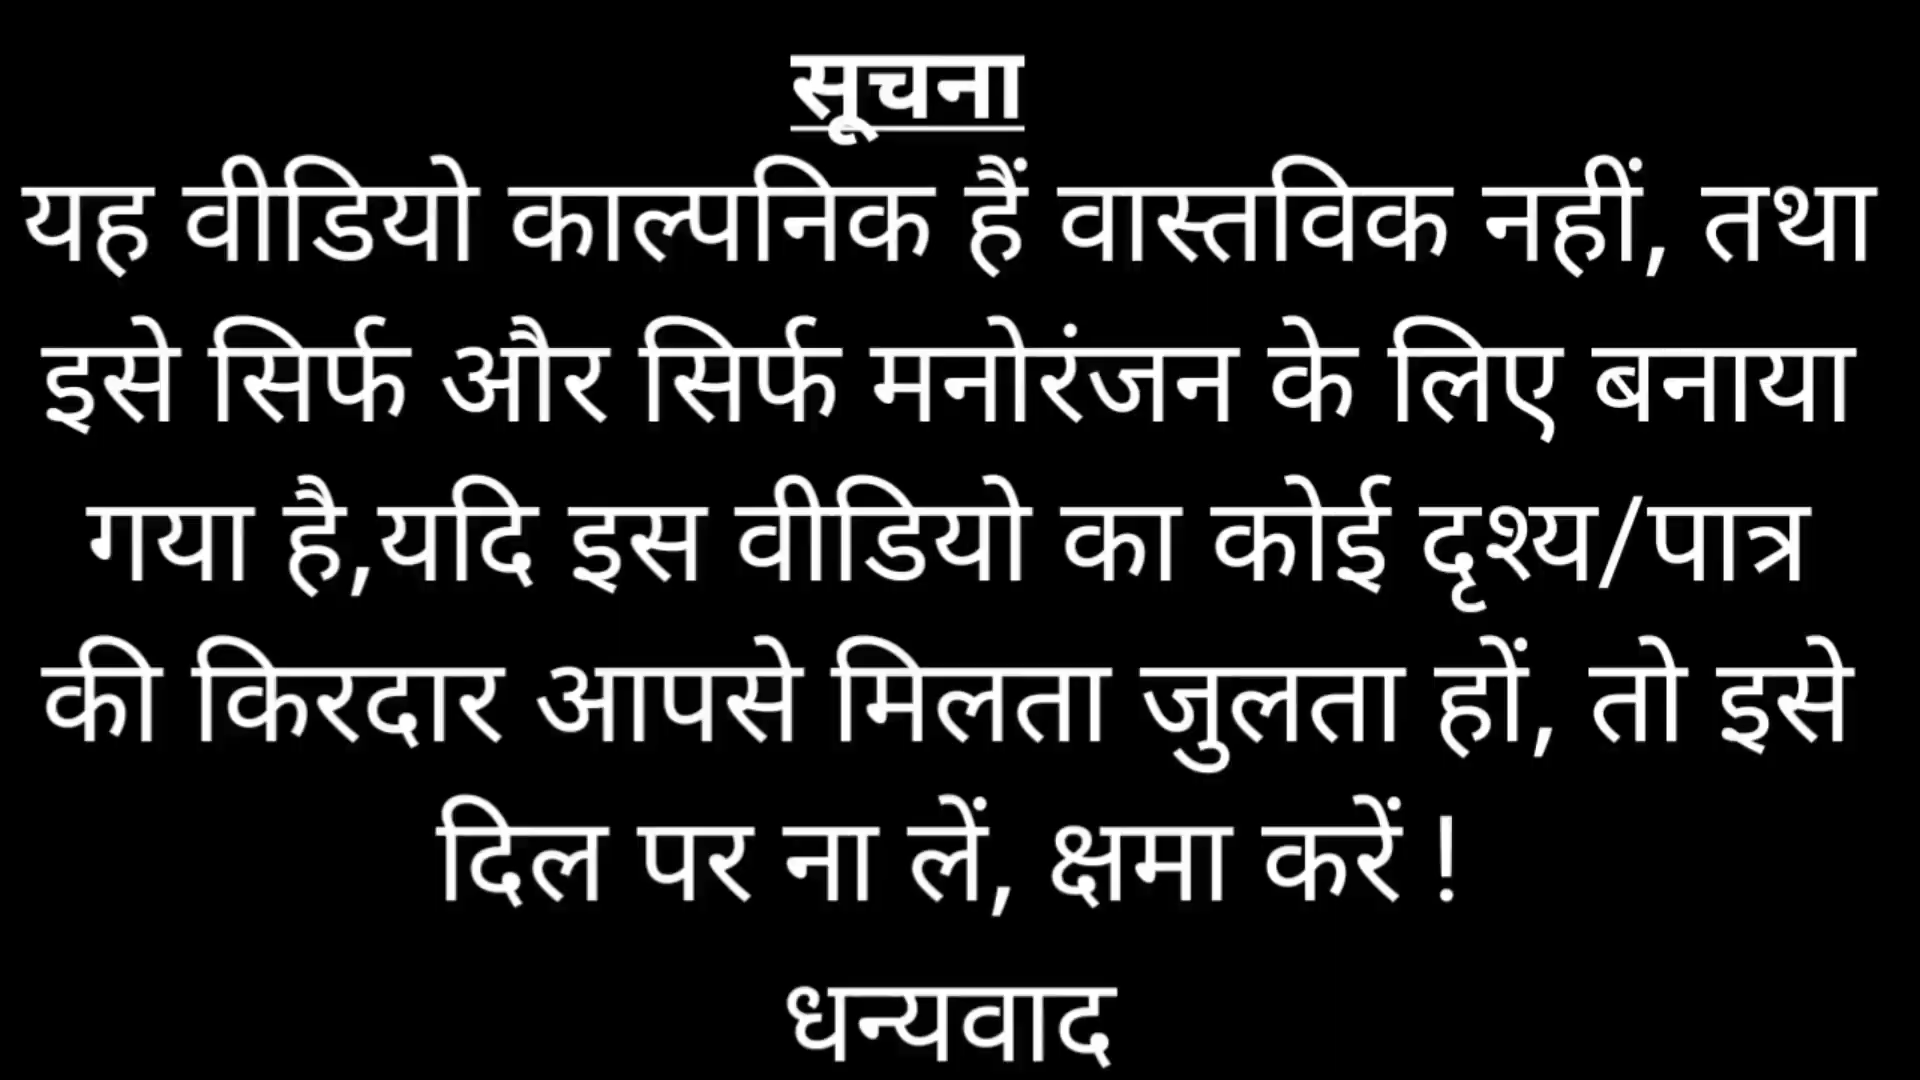 सूचना
यह वीडियो काल्पनिक हैं वास्तविक नहीं, तथा
इसे सिर्फ और सिर्फ मनोरंजन के लिए बनाया
गया है,यदि इस वीडियो का कोई दृश्य/पात्र
की किरदार आपसे मिलता जुलता हों, तो इसे
दिल पर ना लें, क्षमा करें !
धन्यवाद